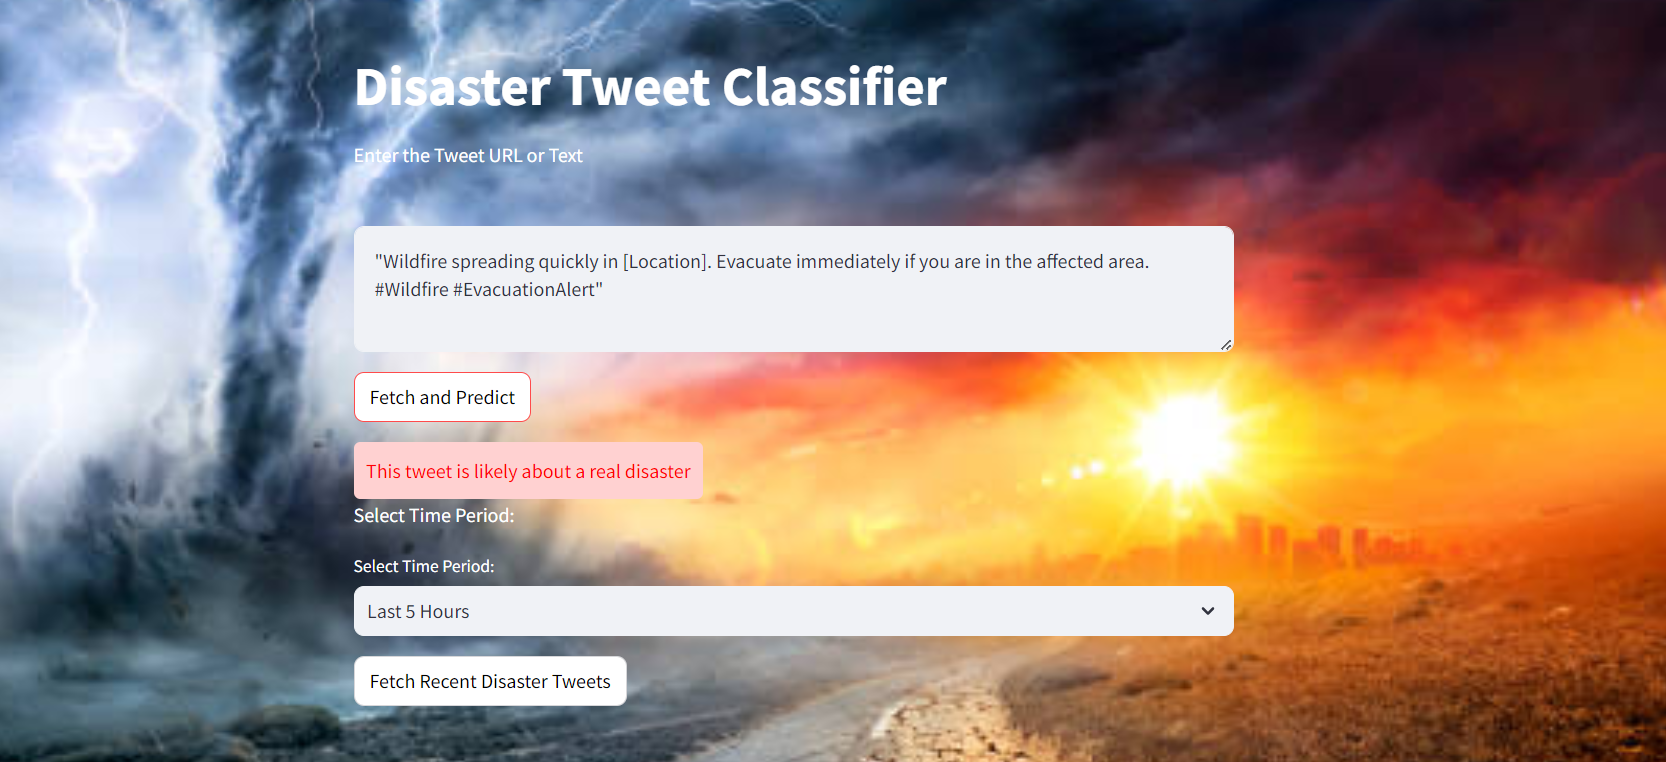 Disaster Tweet Classifier
Enter the Tweet URL or Text
"Wildfire spreading quickly in [Location]. Evacuate immediately if you are in the affected area.
#Wildfire #EvacuationAlert"
Fetch and Predict
This tweet is likely about a real disaster
Select Time Period:
Select Time Period:
Last 5 Hours
Fetch Recent Disaster Tweets